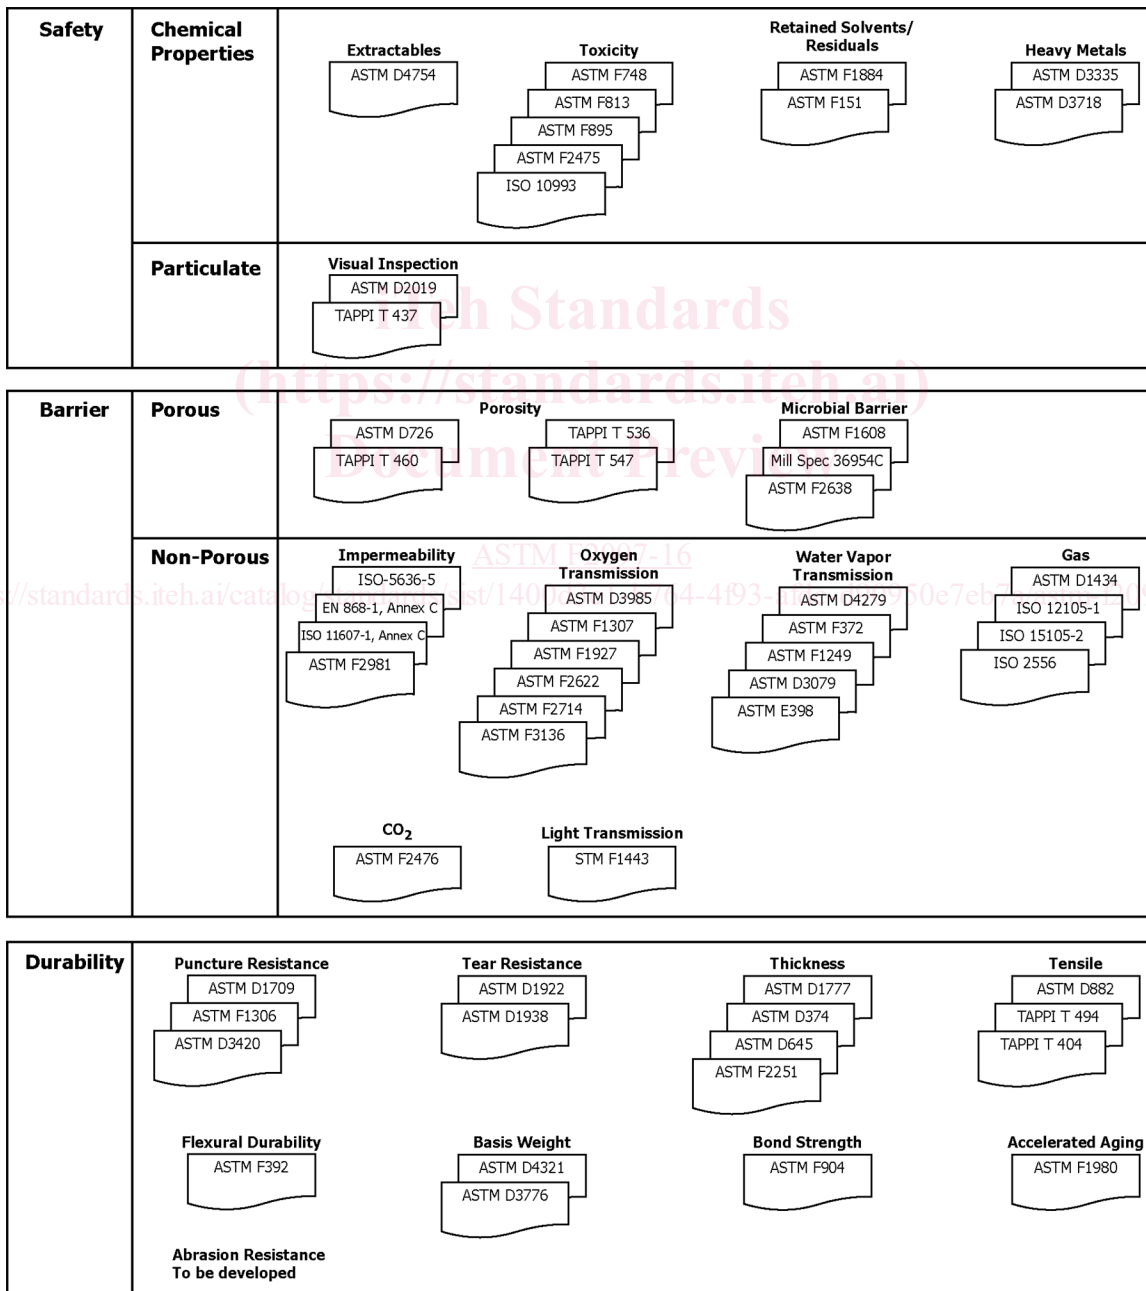 Safety
Chemical
Properties
Extractables
ASTM D4754
Toxicity
ASTM F748
ASTM F813
ASTM F895
ASTM F2475
ISO 10993
Retained Solvents/
Residuals
ASTM F1884
ASTM F151
Heavy Metals
ASTM D3335
ASTM D3718
Particulate
Visual Inspection
ASTM D2019
TAPPI T 437
iTeh Standards
(https://standards.iteh.ai)
Document Preview
Barrier
Porous
Porosity
ASTM D726
TAPPI T 460
TAPPI T 536
TAPPI T 547
Microbial Barrier
ASTM F1608
Mill Spec 36954C
ASTM F2638
Non-Porous
Impermeability
ISO-5636-5
EN 868-1, Annex C
ISO 11607-1, Annex C
ASTM F2981
Oxygen
Transmission
ASTM D3985
ASTM F1307
ASTM F1927
ASTM F2622
ASTM F2714
ASTM F3136
Water Vapor
Transmission
ASTM D4279
ASTM F372
ASTM F1249
ASTM D3079
ASTM E398
Gas
ASTM D1434
ISO 12105-1
ISO 15105-2
ISO 2556
CO2
ASTM F2476
Light Transmission
STM F1443
Durability
Puncture Resistance
ASTM D1709
ASTM F1306
ASTM D3420
Tear Resistance
ASTM D1922
ASTM D1938
Thickness
ASTM D1777
ASTM D374
ASTM D645
ASTM F2251
Tensile
ASTM D882
TAPPI T 494
TAPPI T 404
Flexural Durability
ASTM F392
Basis Weight
ASTM D4321
ASTM D3776
Bond Strength
ASTM F904
Accelerated Aging
ASTM F1980
Abrasion Resistance
To be developed